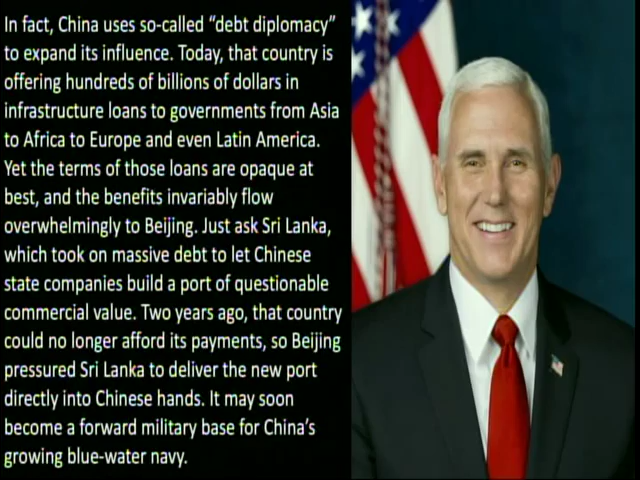 In fact, China uses so-called “debt diplomacy”
to expand its influence. Today, that country is
offering hundreds of billions of dollars in
infrastructure loans to governments from Asia
to Africa to Europe and even Latin America.
Yet the terms of those loans are opaque at
best, and the benefits invariably flow
overwhelmingly to Beijing. Just ask Sri Lanka,
which took on massive debt to let Chinese
state companies build a port of questionable
commercial value. Two years ago, that country
could no longer afford its payments, so Beijing
pressured Sri Lanka to deliver the new port
directly into Chinese hands. It may soon
become a forward military base for China’s
growing blue-water navy.